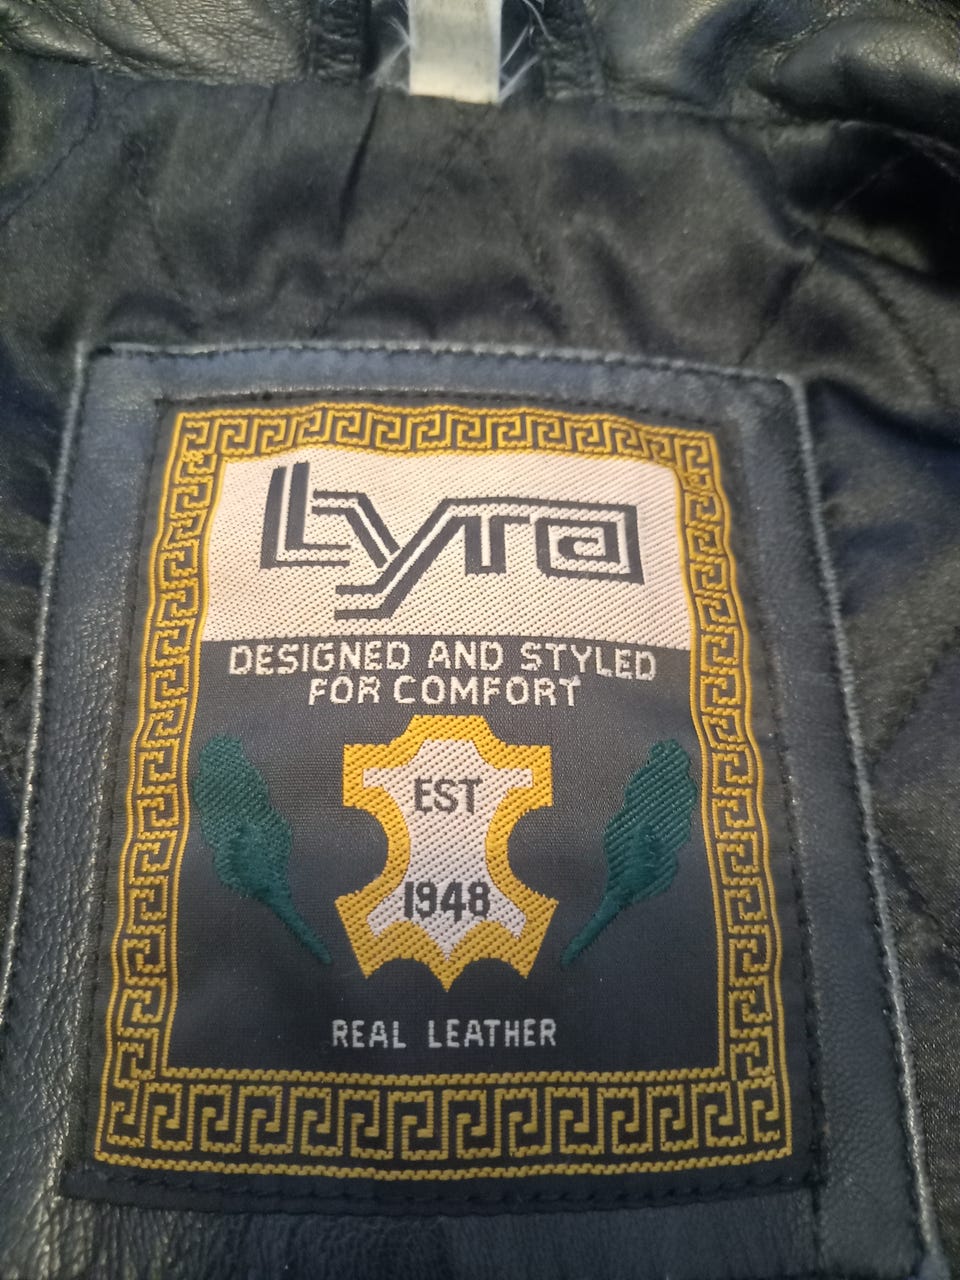 Lyra
DESIGNED AND STYLED
FOR COMFORT
EST
1948
REAL LEATHER